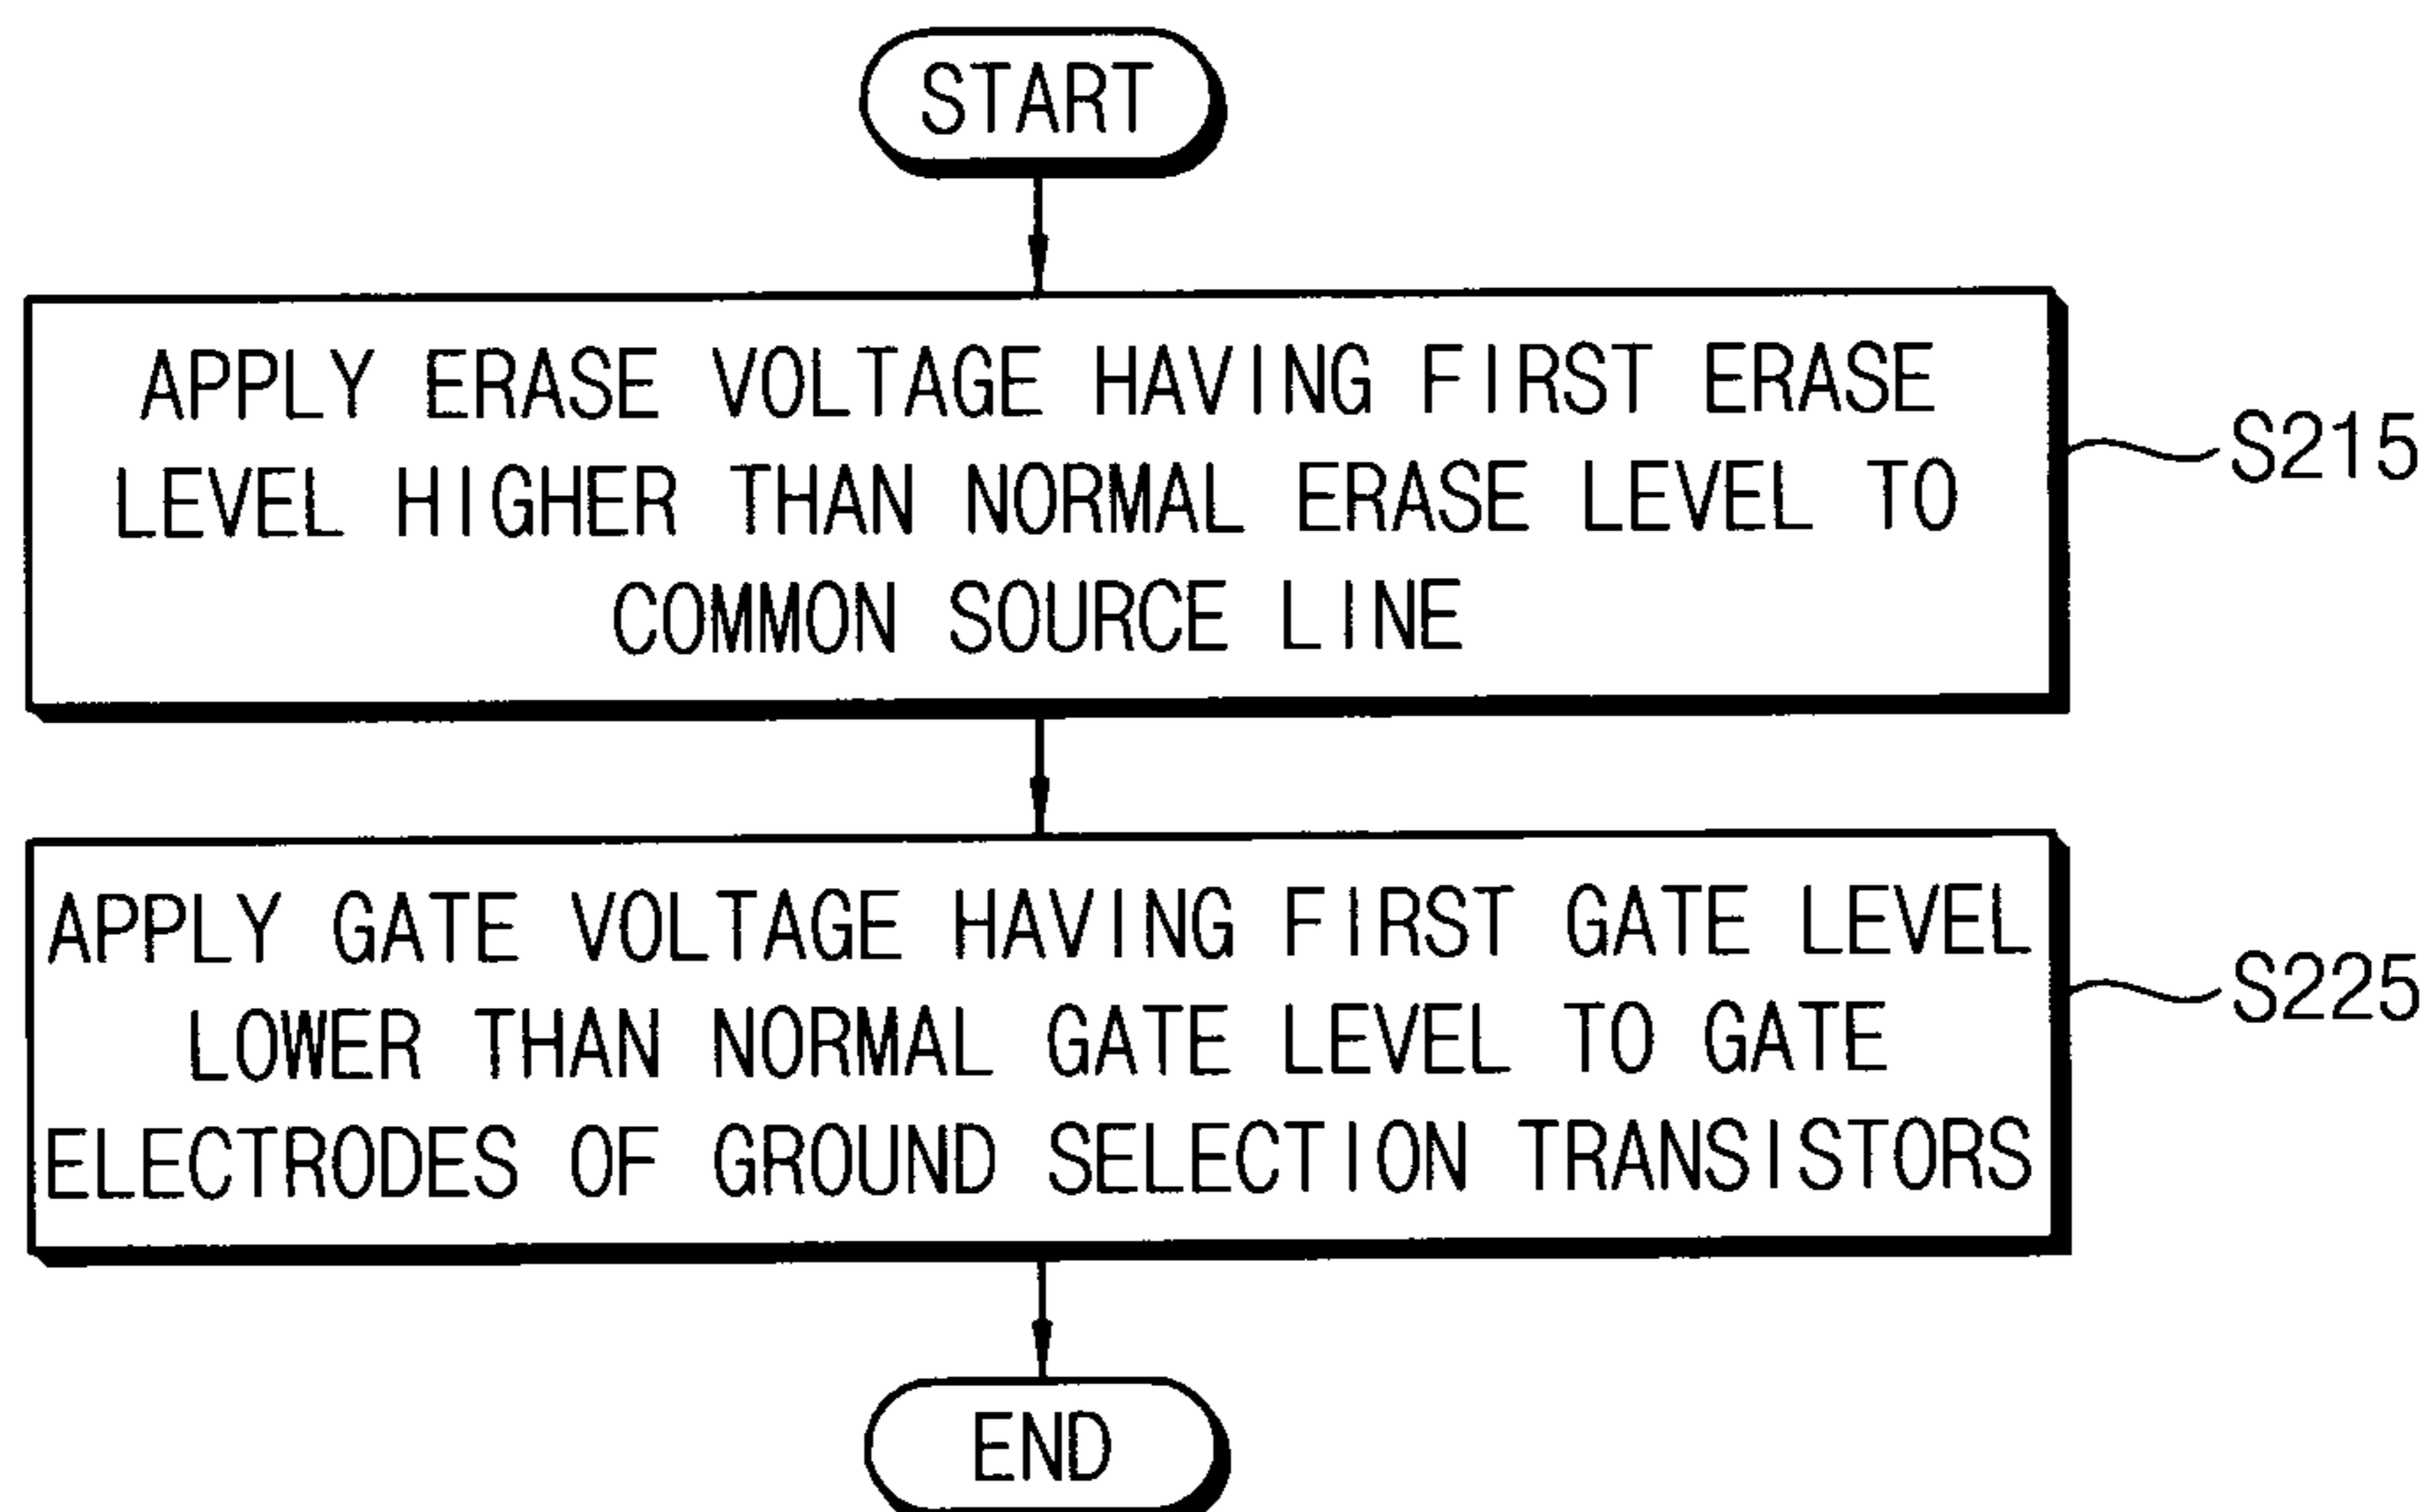 START
APPLY ERASE VOLTAGE HAVING FIRST ERASE
LEVEL HIGHER THAN NORMAL ERASE LEVEL TO
COMMON SOURCE LINE
S215
APPLY GATE VOLTAGE HAVING FIRST GATE LEVEL
LOWER THAN NORMAL GATE LEVEL TO GATE
ELECTRODES OF GROUND SELECTION TRANSISTORS
S225
END